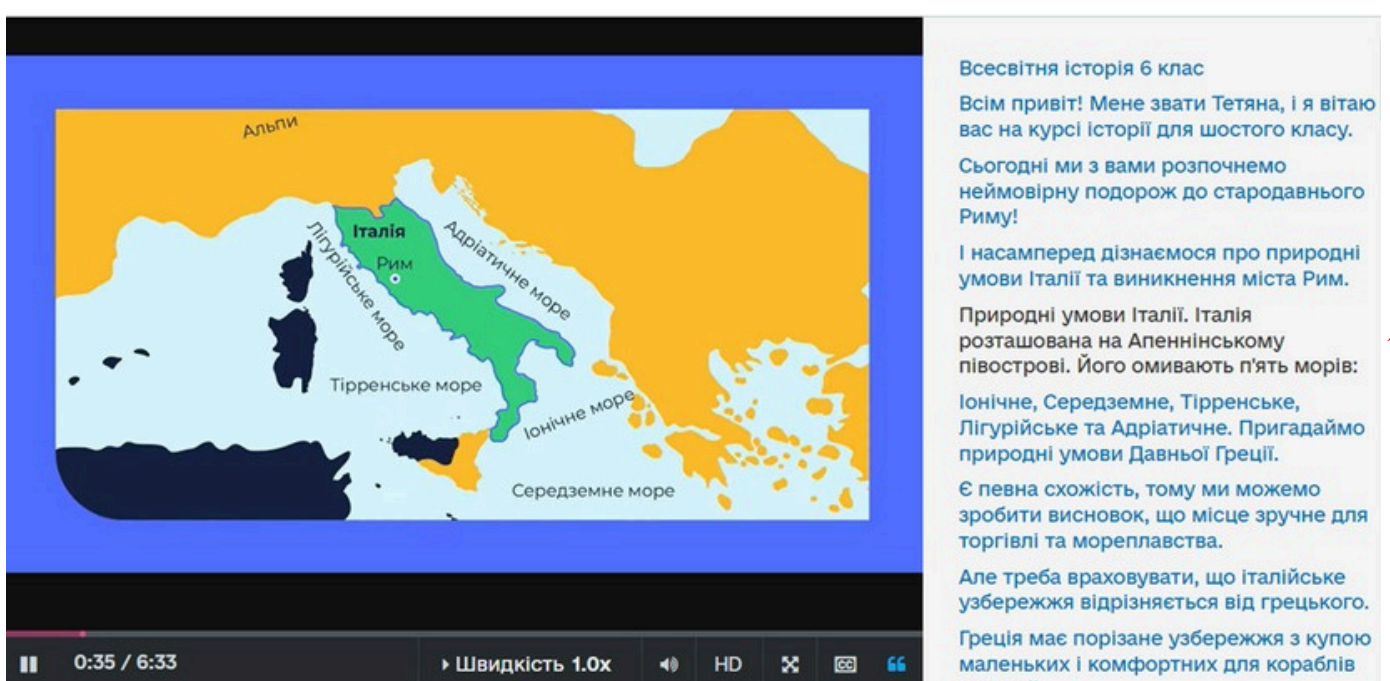 Альпи
Італія
Рим
Лігурійське море
Адріатичне море
Тірренське море
Іонічне море
Середземне море
0:35 / 6:33
Швидкість 1.0x
HD
CC
Всесвітня історія 6 клас
Всім привіт! Мене звати Тетяна, і я вітаю
вас на курсі історії для шостого класу.
Сьогодні ми з вами розпочнемо
неймовірну подорож до стародавнього
Риму!
І насамперед дізнаємося про природні
умови Італії та виникнення міста Рим.
Природні умови Італії. Італія
розташована на Апеннінському
півострові. Його омивають п'ять морів:
Іонічне, Середземне, Тірренське,
Лігурійське та Адріатичне. Пригадаймо
природні умови Давньої Греції.
Є певна схожість, тому ми можемо
зробити висновок, що місце зручне для
торгівлі та мореплавства.
Але треба враховувати, що італійське
узбережжя відрізняється від грецького.
Греція має порізане узбережжя з купою
маленьких і комфортних для кораблів